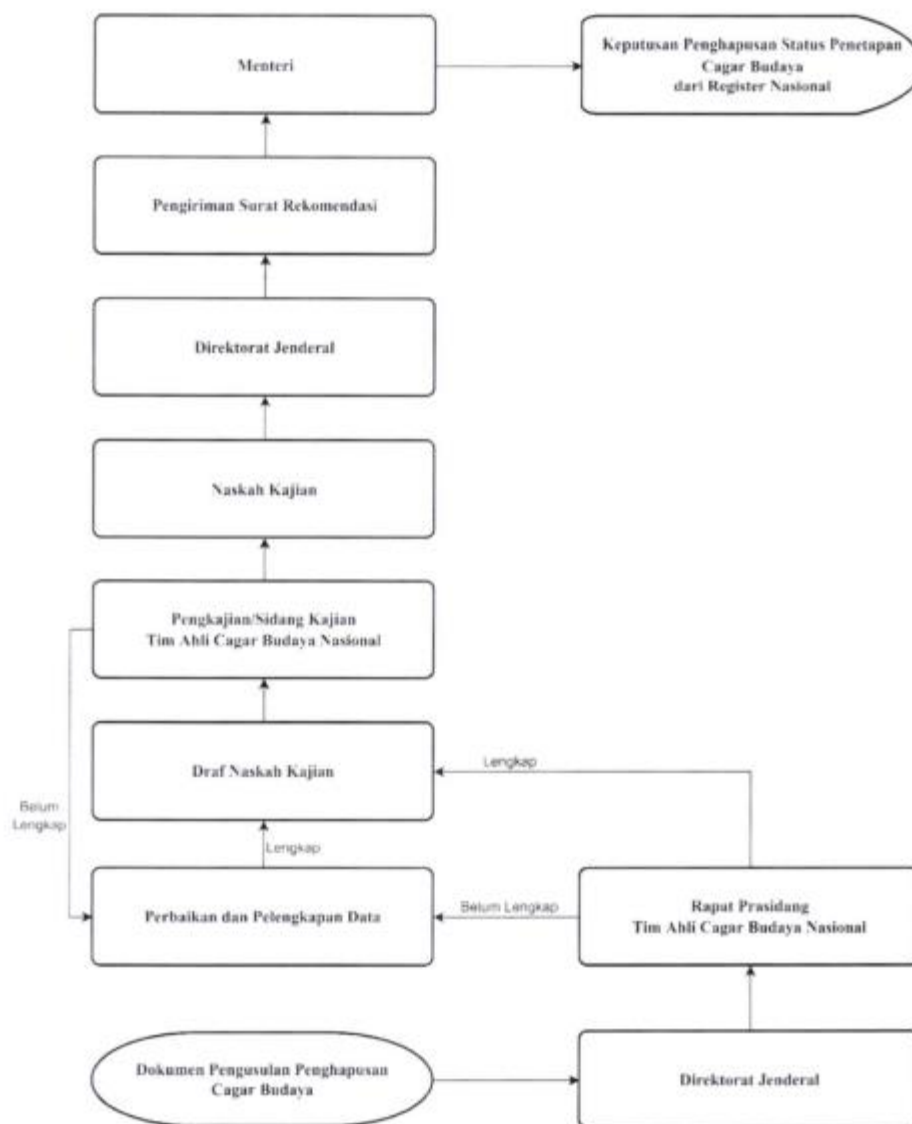 Menteri
Keputusan Penghapusan Status Penetapan
Cagar Budaya
dari Register Nasional
Pengiriman Surat Rekomendasi
Direktorat Jenderal
Naskah Kajian
Pengkajian/Sidang Kajian
Tim Ahli Cagar Budaya Nasional
Draf Naskah Kajian
Lengkap
Belum
Lengkap
Lengkap
Perbaikan dan Pelengkapan Data
Belum Lengkap
Rapat Prasidang
Tim Ahli Cagar Budaya Nasional
Dokumen Pengusulan Penghapusan
Cagar Budaya
Direktorat Jenderal